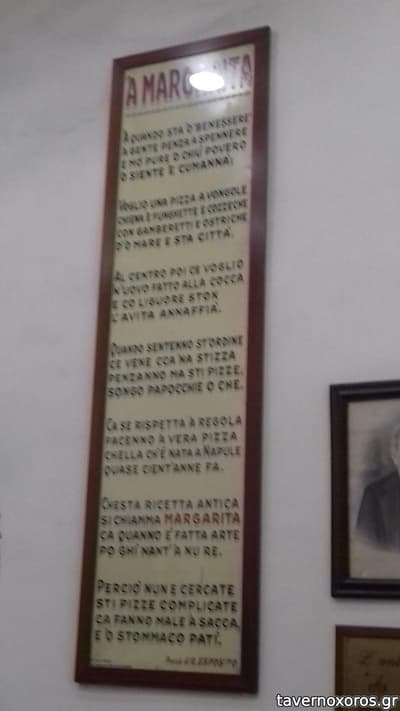 'A MARGARITA
A QUANDO STA O'BENESSERE
A GENTE PENZA A SPENNERE
E MO PURE O CHIÙ POVERO
O SIENTE 'E CUMANNÀ:
VOGLIO UNA PIZZA A VONGOLE
CHIENA 'E FUNGHETTE E COZZECHE
CON GAMBERETTI E OSTRICHE
D'O MARE E STA CITTÀ.
AL CENTRO POI CE VOGLIO
N'UOVO FATTO ALLA COCCA
E CO LIGUORE STOK
L'AVITA ANNAFFIÀ.
QUANDO SENTENNO ST'ORDINE
CE VENE CCA NA STIZZA
PENZANNO MA STI PIZZE,
SONGO PAPOCCHIE O CHE.
CA SE RISPETTA À REGOLA
FACENNO À VERA PIZZA
CHELLA CH'È NATA A NAPULE
QUASE CIENT'ANNE FA.
CHESTA RICETTA ANTICA
SI CHIAMMA MARGARITA
CA QUANNO È FATTA ARTE
PO GHÌ NANT'A NU RE.
PERCIÒ NUN E CERCATE
STI PIZZE COMPLICATE
CA FANNO MALE À SACCA,
E 'O STOMMACO PATÌ.
Poesia di R. ESPOSITO
tavernoxoros.gr